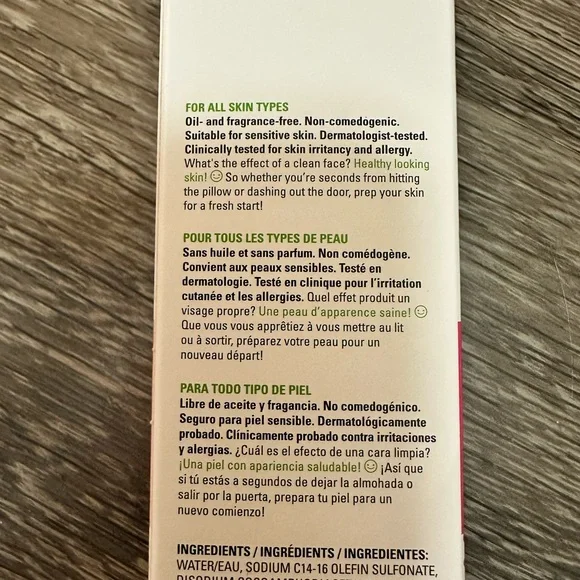 FOR ALL SKIN TYPES
Oil- and fragrance-free. Non-comedogenic.
Suitable for sensitive skin. Dermatologist-tested.
Clinically tested for skin irritancy and allergy.
What's the effect of a clean face? Healthy looking
skin! ☺ So whether you're seconds from hitting
the pillow or dashing out the door, prep your skin
for a fresh start!
POUR TOUS LES TYPES DE PEAU
Sans huile et sans parfum. Non comédogène.
Convient aux peaux sensibles. Testé en
dermatologie. Testé en clinique pour l'irritation
cutanée et les allergies. Quel effet produit un
visage propre? Une peau d'apparence saine! ☺
Que vous vous apprêtiez à vous mettre au lit
ou à sortir, préparez votre peau pour un
nouveau départ!
PARA TODO TIPO DE PIEL
Libre de aceite y fragancia. No comedogénico.
Seguro para piel sensible. Dermatológicamente
probado. Clínicamente probado contra irritaciones
y alergias. ¿Cuál es el efecto de una cara limpia?
¡Una piel con apariencia saludable! ☺ ¡Así que
si tú estás a segundos de dejar la almohada o
salir por la puerta, prepara tu piel para un
nuevo comienzo!
INGREDIENTS / INGRÉDIENTS / INGREDIENTES:
WATER/EAU, SODIUM C14-16 OLEFIN SULFONATE,
DISODIUM